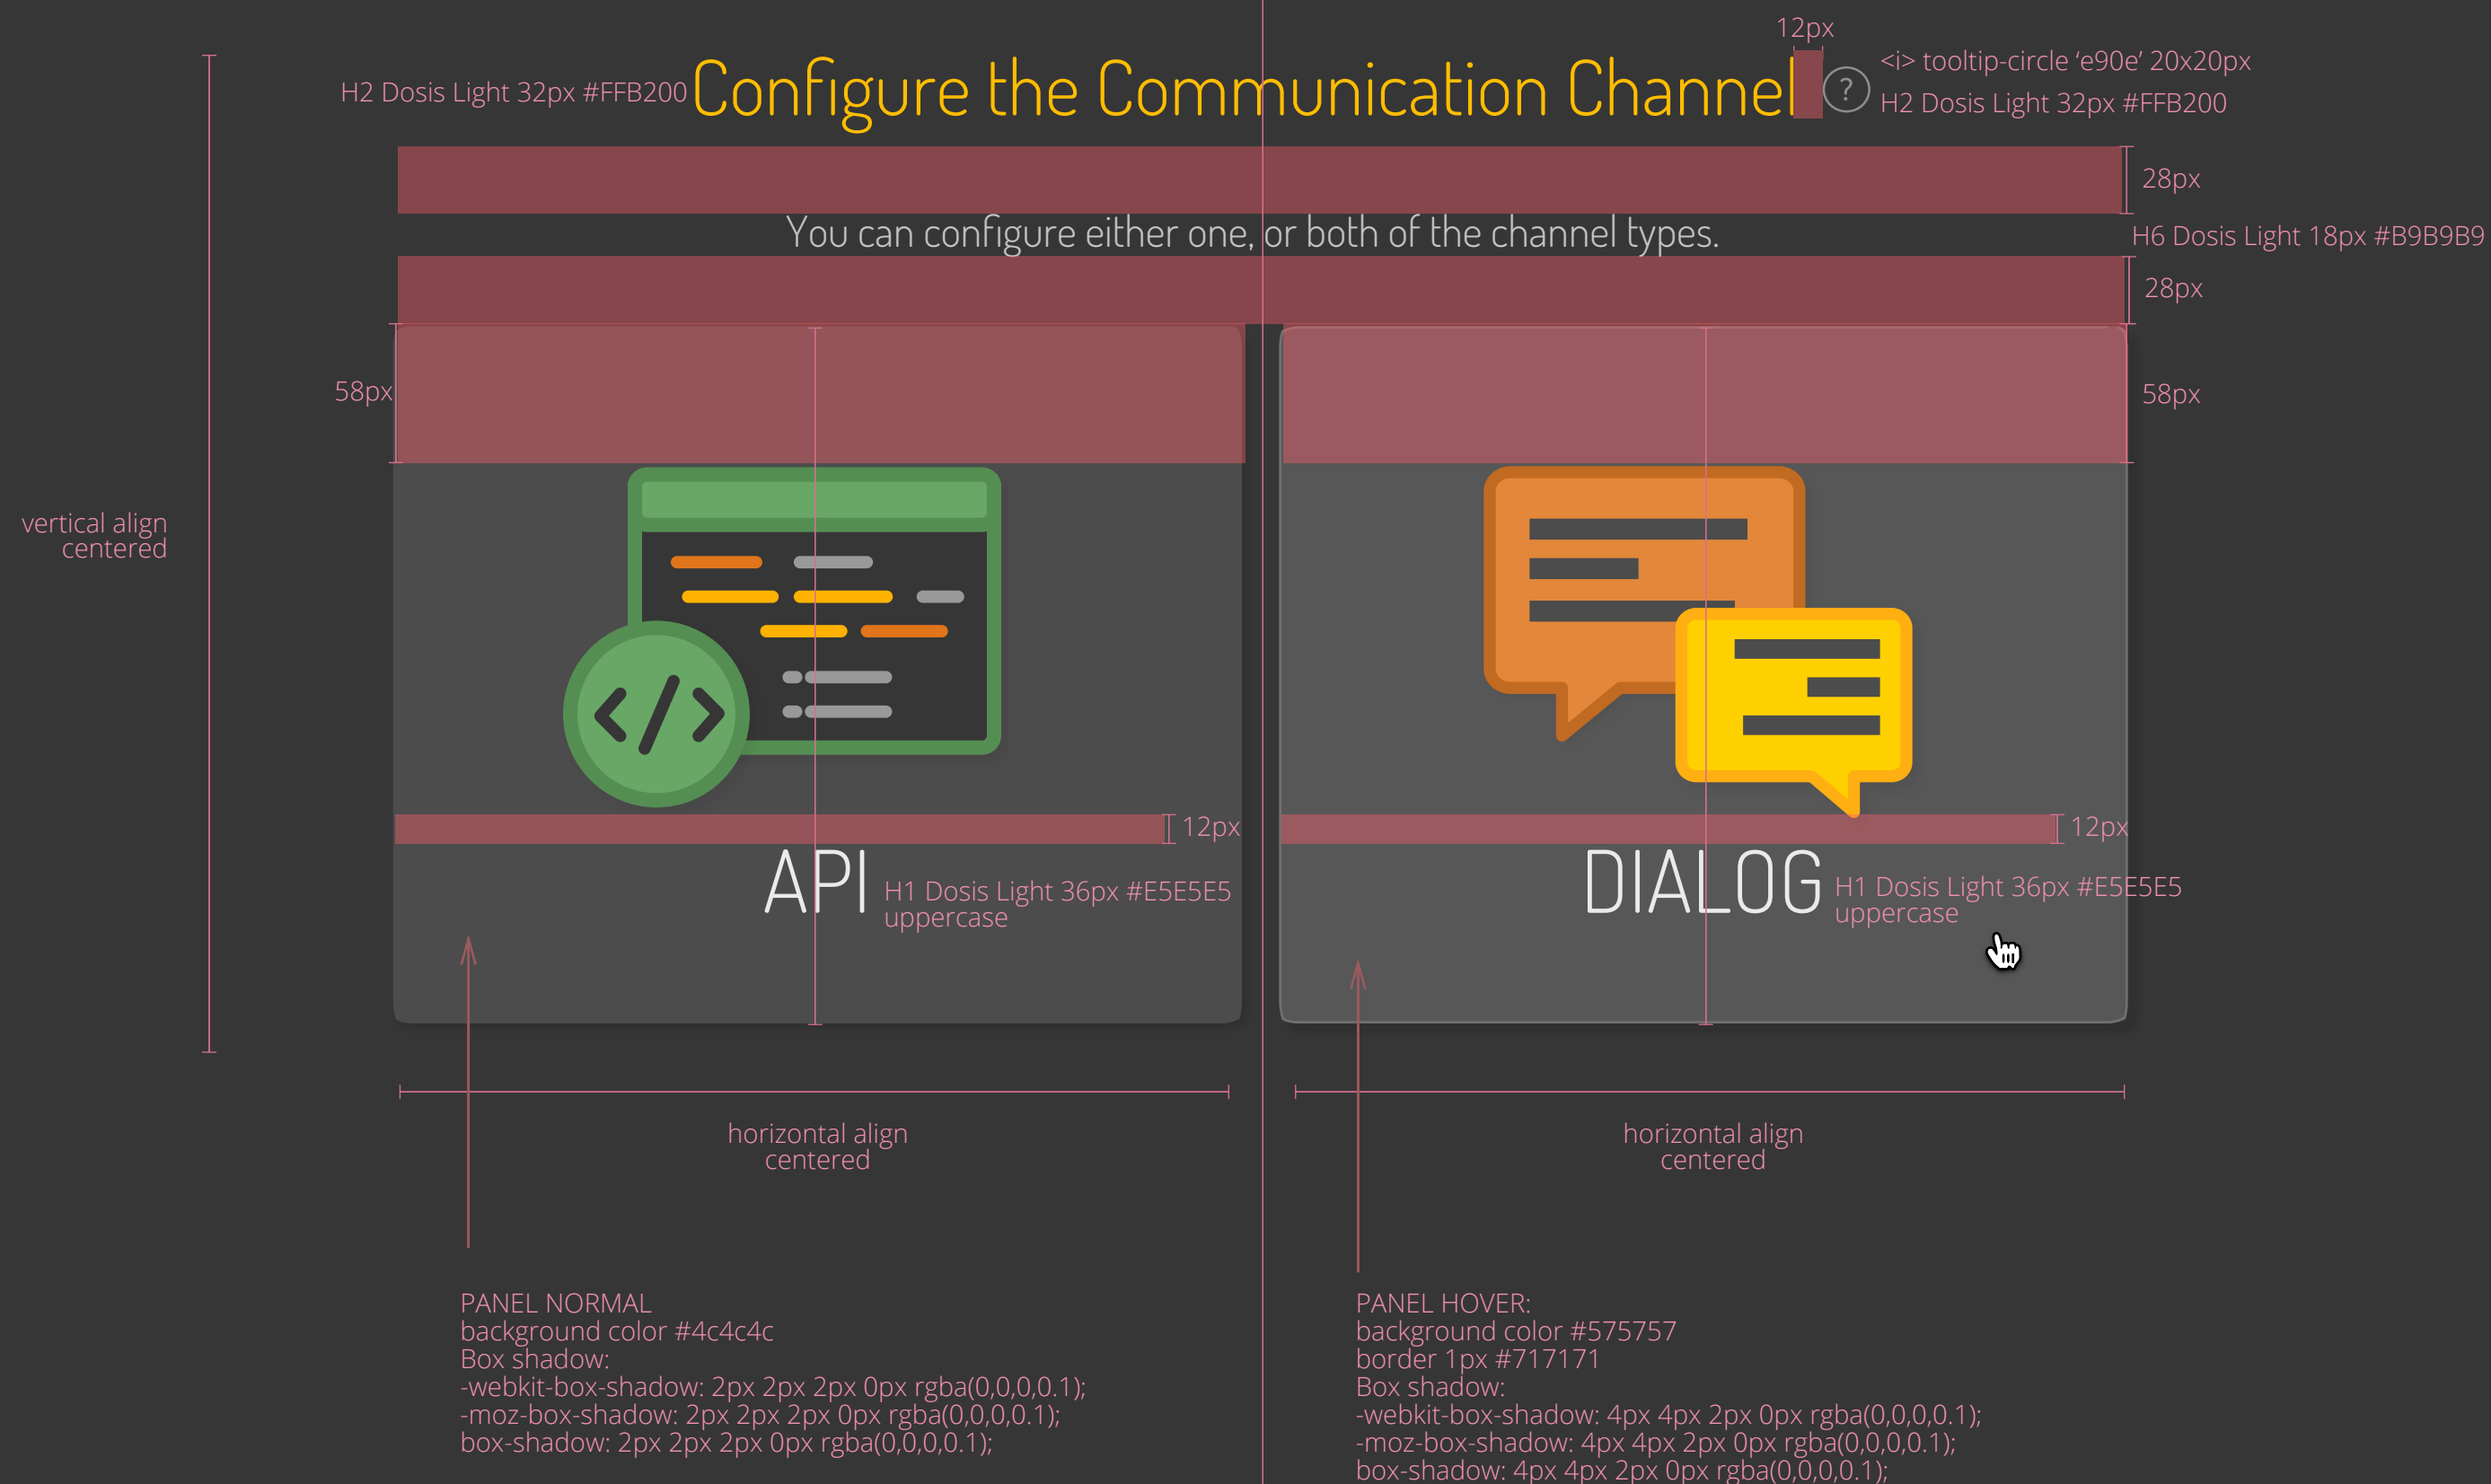 12px
<i> tooltip-circle ‘e90e’ 20x20px
H2 Dosis Light 32px #FFB200
Configure the Communication Channel
?
H2 Dosis Light 32px #FFB200
28px
You can configure either one, or both of the channel types.
H6 Dosis Light 18px #B9B9B9
28px
58px
58px
vertical align
centered
</>
12px
12px
API
H1 Dosis Light 36px #E5E5E5
uppercase
DIALOG
H1 Dosis Light 36px #E5E5E5
uppercase
horizontal align
centered
horizontal align
centered
PANEL NORMAL
background color #4c4c4c
Box shadow:
-webkit-box-shadow: 2px 2px 2px 0px rgba(0,0,0,0.1);
-moz-box-shadow: 2px 2px 2px 0px rgba(0,0,0,0.1);
box-shadow: 2px 2px 2px 0px rgba(0,0,0,0.1);
PANEL HOVER:
background color #575757
border 1px #717171
Box shadow:
-webkit-box-shadow: 4px 4px 2px 0px rgba(0,0,0,0.1);
-moz-box-shadow: 4px 4px 2px 0px rgba(0,0,0,0.1);
box-shadow: 4px 4px 2px 0px rgba(0,0,0,0.1);